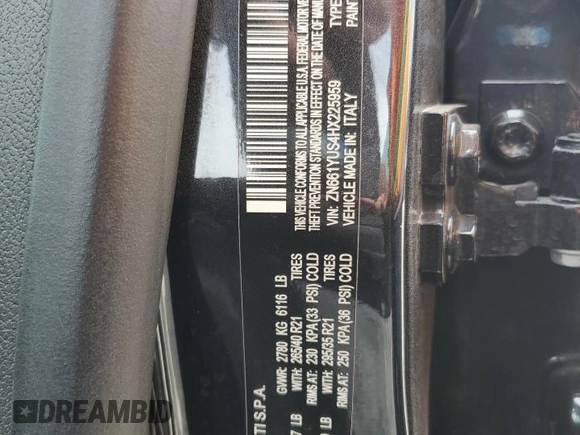 TI S.P.A.
GVWR: 2780 KG 6116 LB
WITH: 265/40 R21 TIRES
RIMS AT: 230 KPA(33 PSI) COLD
7 LB
WITH: 295/35 R21 TIRES
RIMS AT: 250 KPA(36 PSI) COLD
LB
THIS VEHICLE CONFORMS TO ALL APPLICABLE U.S.A. FEDERAL MOTOR VE
THEFT PREVENTION STANDARDS IN EFFECT ON THE DATE OF MANU
VIN: ZN661YUS4HX225959 TYPE
VEHICLE MADE IN: ITALY PAIN
DREAMBID